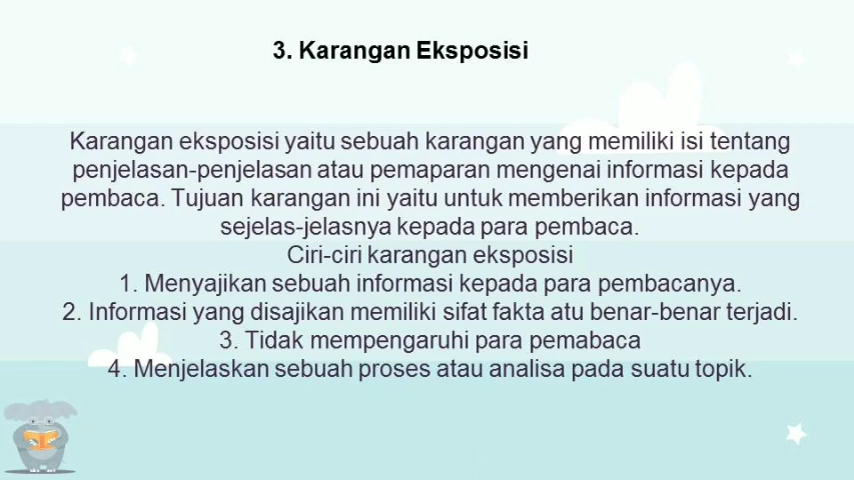 3. Karangan Eksposisi
Karangan eksposisi yaitu sebuah karangan yang memiliki isi tentang
penjelasan-penjelasan atau pemaparan mengenai informasi kepada
pembaca. Tujuan karangan ini yaitu untuk memberikan informasi yang
sejelas-jelasnya kepada para pembaca.
Ciri-ciri karangan eksposisi
1. Menyajikan sebuah informasi kepada para pembacanya.
2. Informasi yang disajikan memiliki sifat fakta atu benar-benar terjadi.
3. Tidak mempengaruhi para pemabaca
4. Menjelaskan sebuah proses atau analisa pada suatu topik.